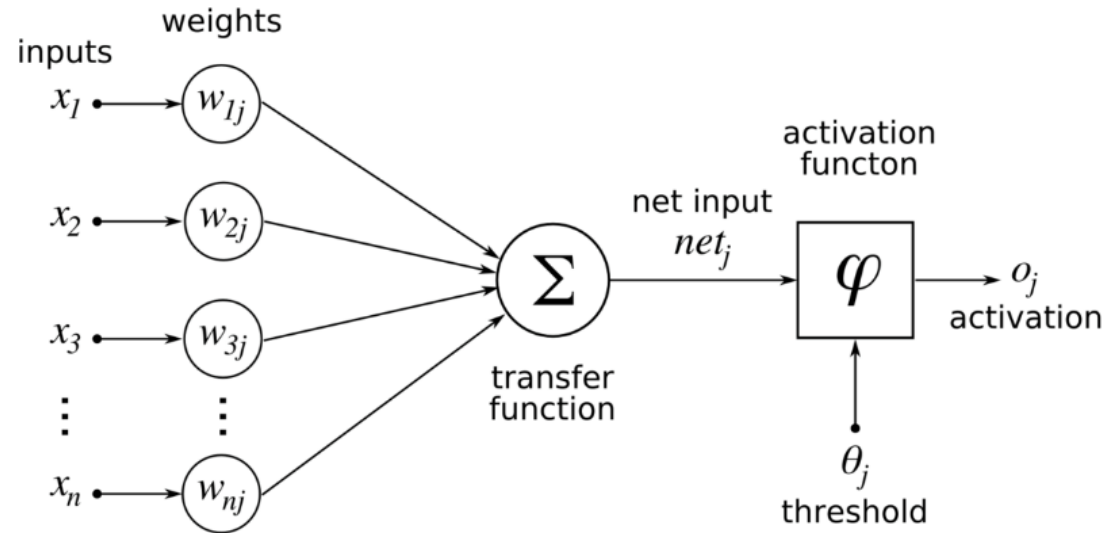 weights
inputs
x1
w1j
activation
functon
x2
w2j
net input
netj
Σ
φ
oj
activation
x3
w3j
transfer
function
⋮
⋮
θj
threshold
xn
wnj